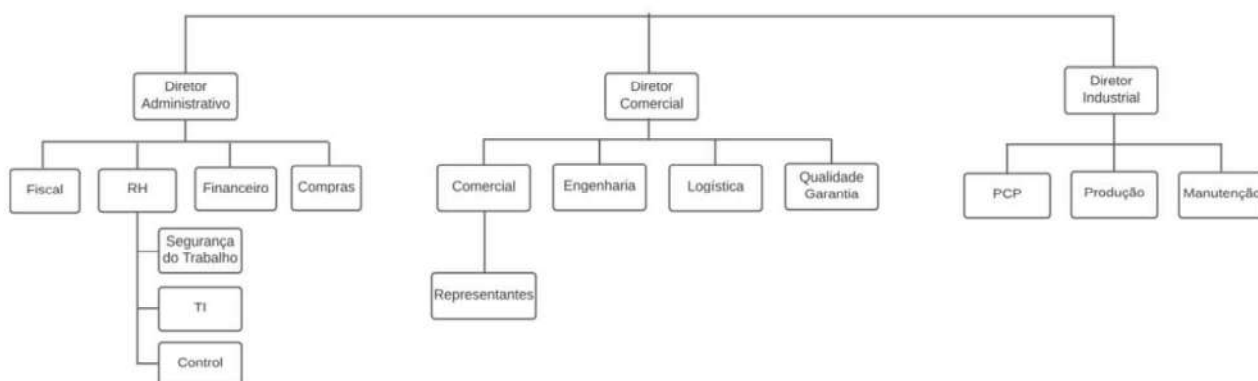 Diretor
Administrativo
Diretor
Comercial
Diretor
Industrial
Fiscal
RH
Financeiro
Compras
Comercial
Engenharia
Logística
Qualidade
Garantia
PCP
Produção
Manutenção
Segurança
do Trabalho
TI
Control
Representantes